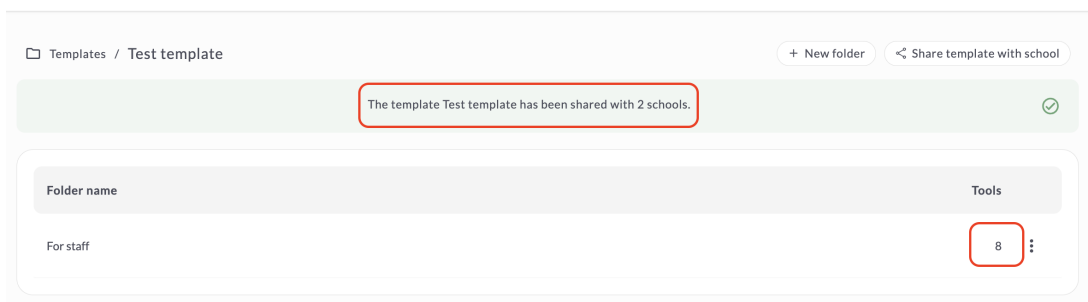 Templates / Test template
+ New folder
Share template with school
The template Test template has been shared with 2 schools.
Folder name
Tools
For staff
8